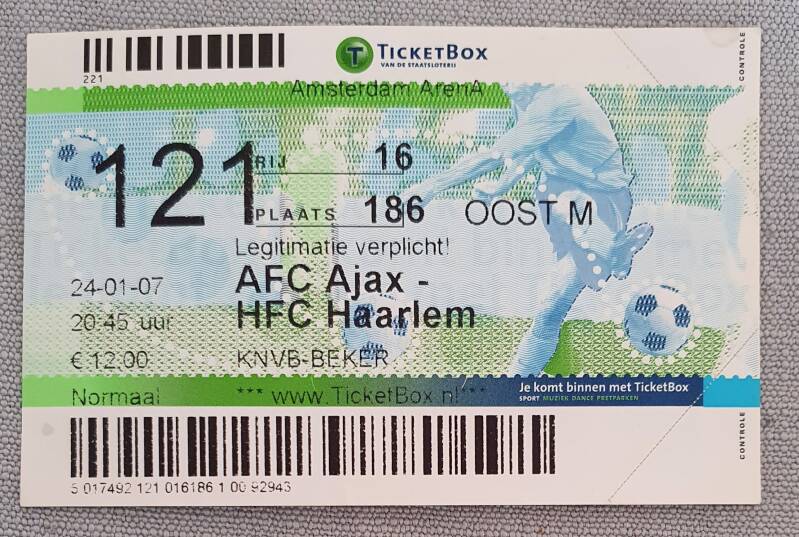 TICKETBOX
VAN DE STAATSLOTERIJ
CONTROLE
221
Amsterdam ArenA
121 RIJ 16
PLAATS 186 OOST M
Legitimatie verplicht!
24-01-07 AFC Ajax -
20:45 uur HFC Haarlem
€ 12.00 KNVB-BEKER
Normaal *** www.TicketBox.nl***
Je komt binnen met TicketBox
SPORT MUZIEK DANCE PRETPARKEN
CONTROLE
5 017492 121 016186 1 00 92943